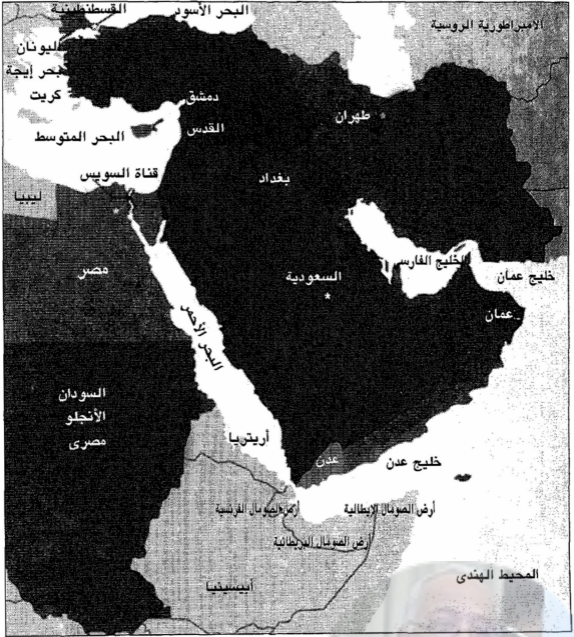 القسطنطينية
البحر الأسود
الامبراطورية الروسية
اليونان
بحر إيجة
كريت
دمشق
طهران
القدس
البحر المتوسط
قناة السويس
بغداد
ليبيا
الخليج الفارسي
خليج عمان
مصر
السعودية
عمان
البحر الأحمر
السودان
الأنجلو
مصرى
أريتريا
عدن
خليج عدن
أرض الصومال الفرنسية
أرض الصومال الإيطالية
أرض الصومال البريطانية
أبيسينيا
المحيط الهندى